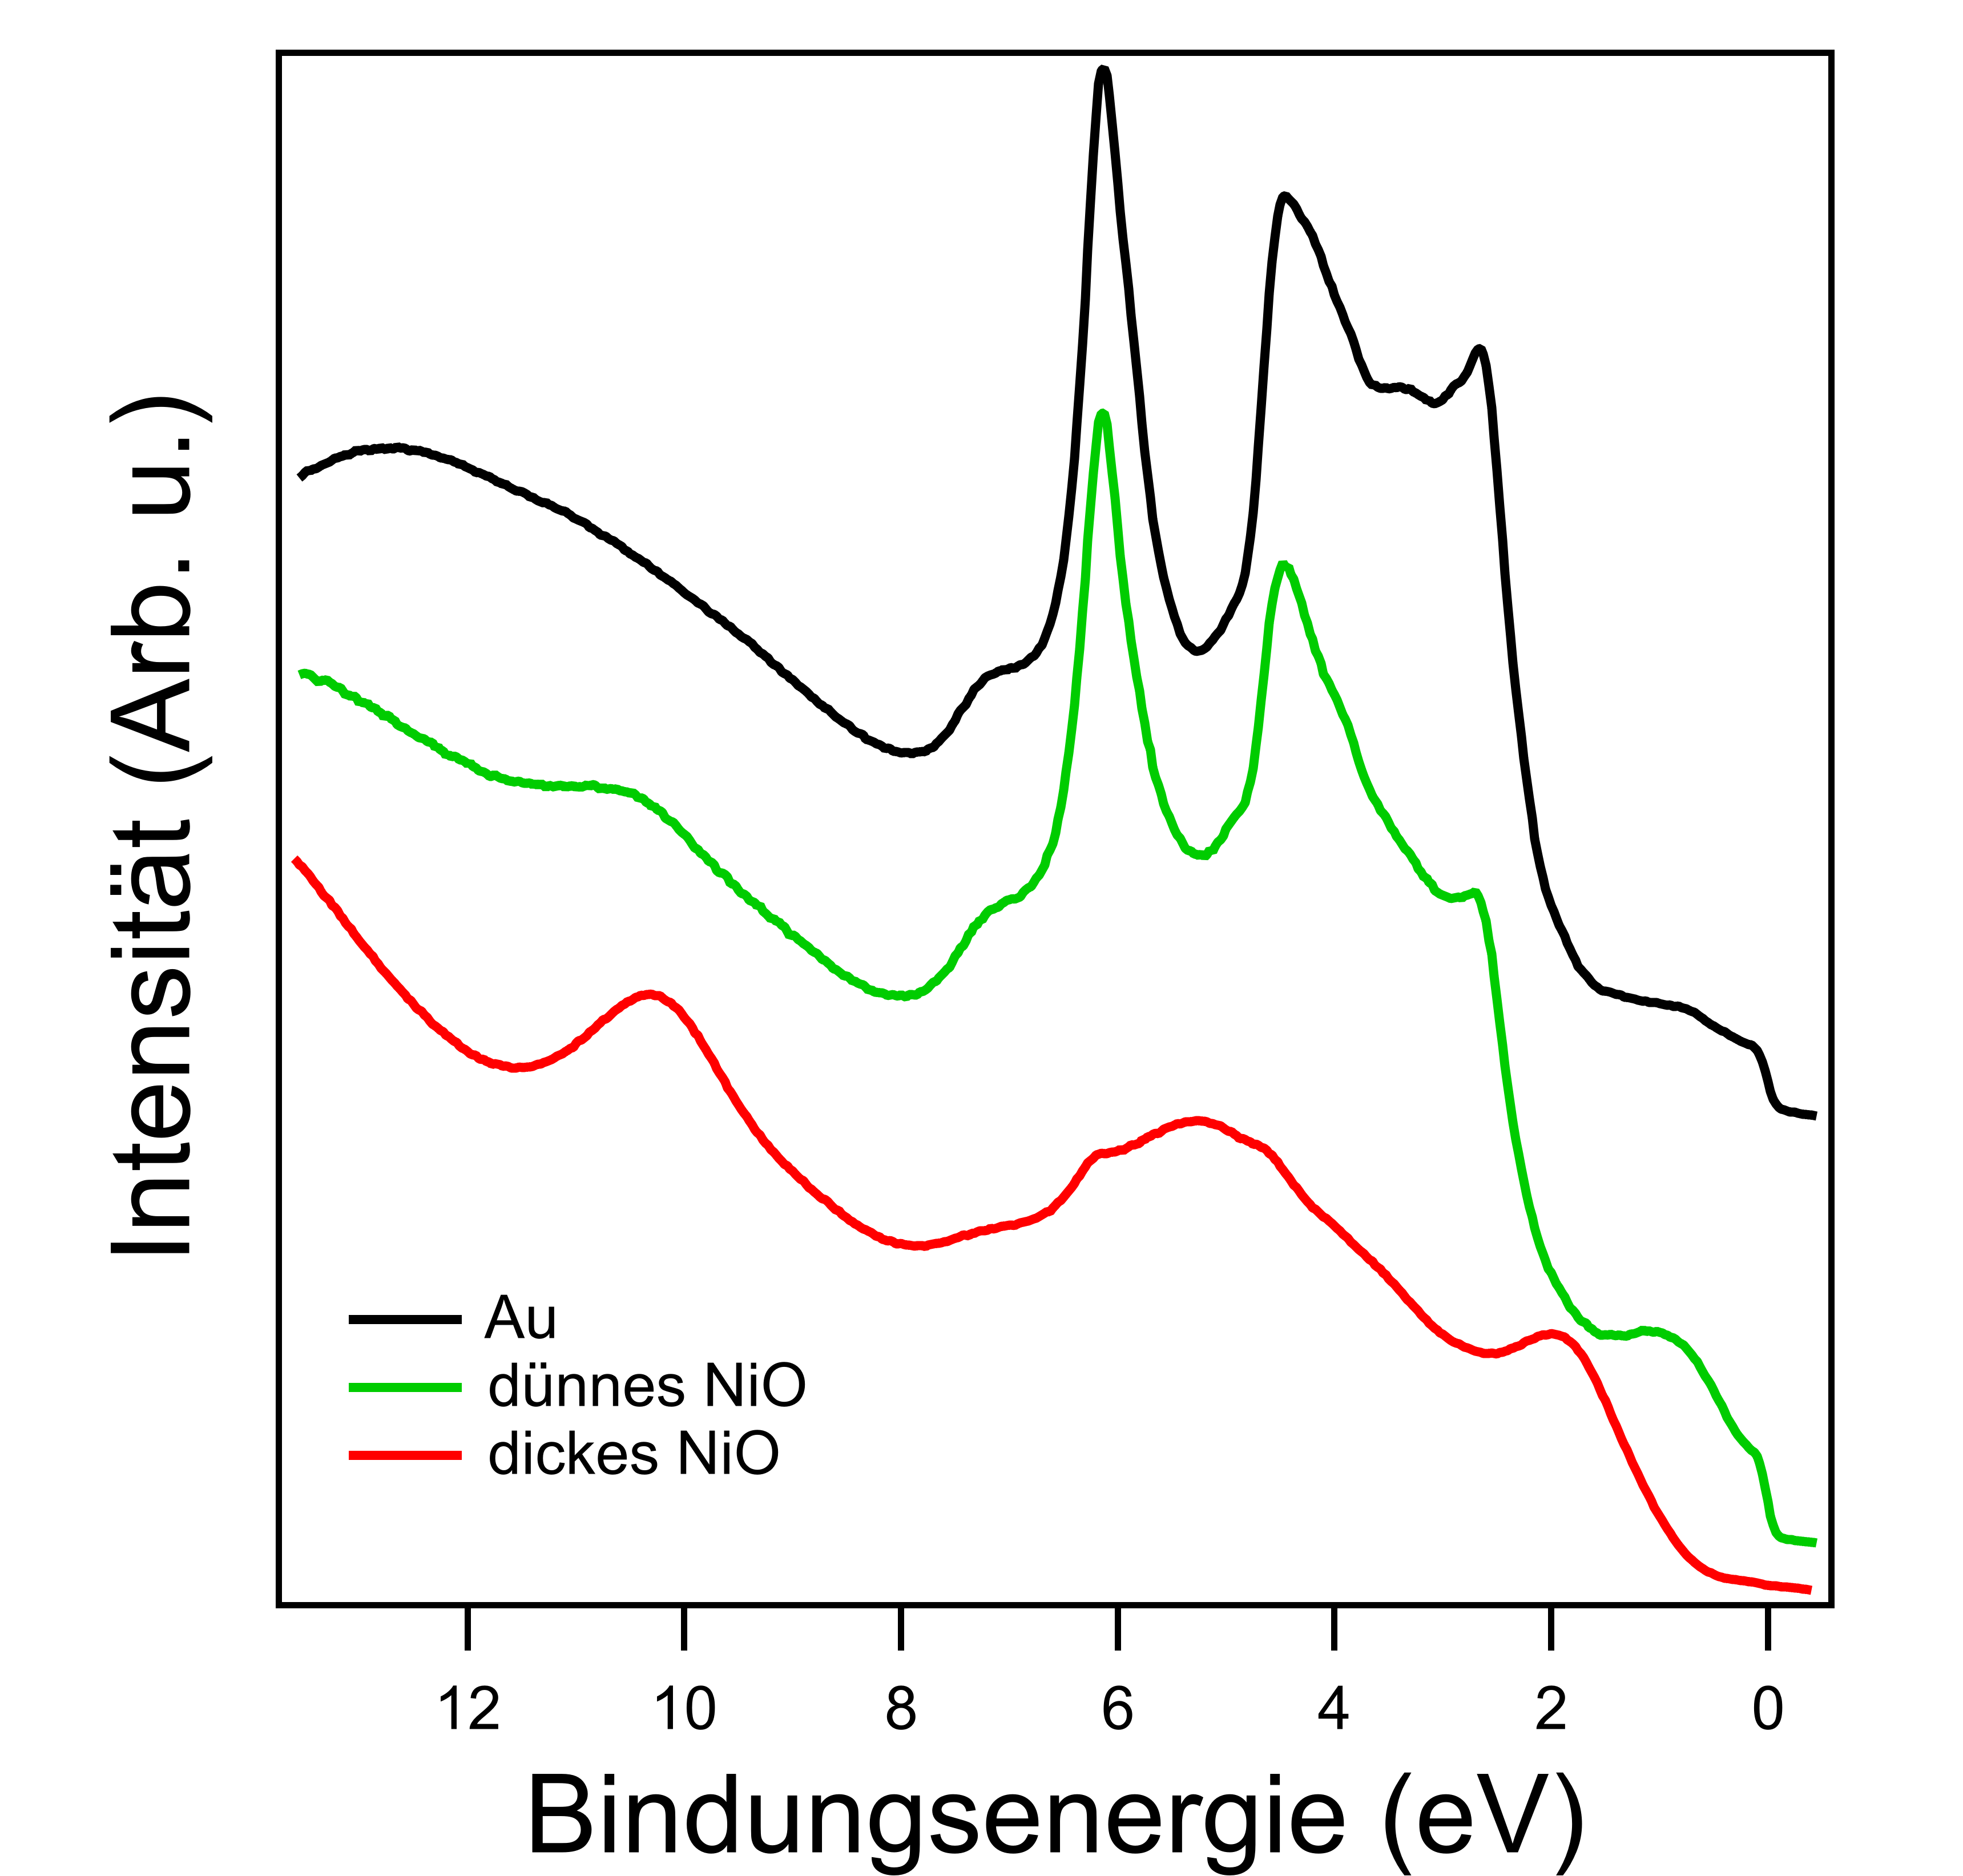 Intensität (Arb. u.)
Au
dünnes NiO
dickes NiO
12 10 8 6 4 2 0
Bindungsenergie (eV)